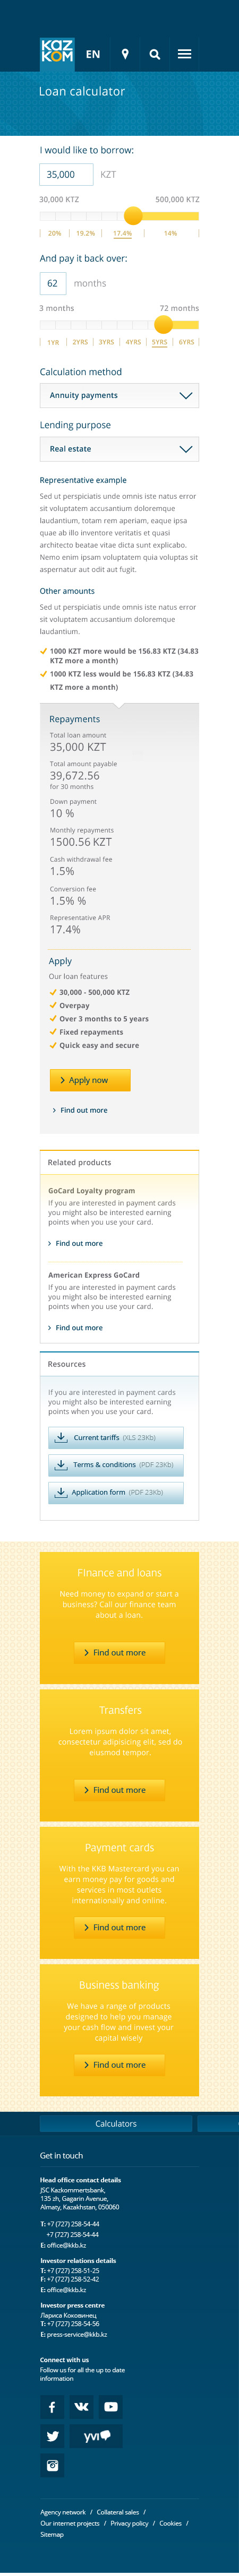 KAZ
KOM
EN
Loan calculator
I would like to borrow:
35,000 KZT
30,000 KTZ 500,000 KTZ
20% 19.2% 17.4% 14%
And pay it back over:
62 months
3 months 72 months
1YR 2YRS 3YRS 4YRS 5YRS 6YRS
Calculation method
Annuity payments
Lending purpose
Real estate
Representative example
Sed ut perspiciatis unde omnis iste natus error
sit voluptatem accusantium doloremque
laudantium, totam rem aperiam, eaque ipsa
quae ab illo inventore veritatis et quasi
architecto beatae vitae dicta sunt explicabo.
Nemo enim ipsam voluptatem quia voluptas sit
aspernatur aut odit aut fugit.
Other amounts
Sed ut perspiciatis unde omnis iste natus error
sit voluptatem accusantium doloremque
laudantium.
1000 KZT more would be 156.83 KTZ (34.83
KTZ more a month)
1000 KTZ less would be 156.83 KTZ (34.83
KTZ more a month)
Repayments
Total loan amount
35,000 KZT
Total amount payable
39,672.56
for 30 months
Down payment
10 %
Monthly repayments
1500.56 KZT
Cash withdrawal fee
1.5%
Conversion fee
1.5% %
Representative APR
17.4%
Apply
Our loan features
30,000 - 500,000 KTZ
Overpay
Over 3 months to 5 years
Fixed repayments
Quick easy and secure
Apply now
Find out more
Related products
GoCard Loyalty program
If you are interested in payment cards
you might also be interested earning
points when you use your card.
Find out more
American Express GoCard
If you are interested in payment cards
you might also be interested earning
points when you use your card.
Find out more
Resources
If you are interested in payment cards
you might also be interested earning
points when you use your card.
Current tariffs (XLS 23Kb)
Terms & conditions (PDF 23Kb)
Application form (PDF 23Kb)
Finance and loans
Need money to expand or start a
business? Call our finance team
about a loan.
Find out more
Transfers
Lorem ipsum dolor sit amet,
consectetur adipisicing elit, sed do
eiusmod tempor.
Find out more
Payment cards
With the KKB Mastercard you can
earn money pay for goods and
services in most outlets
internationally and online.
Find out more
Business banking
We have a range of products
designed to help you manage
your cash flow and invest your
capital wisely
Find out more
Calculators
Get in touch
Head office contact details
JSC Kazkommertsbank,
135 zh, Gagarin Avenue,
Almaty, Kazakhstan, 050060
T: +7 (727) 258-54-44
+7 (727) 258-54-44
E: office@kkb.kz
Investor relations details
T: +7 (727) 258-51-25
F: +7 (727) 258-52-42
E: office@kkb.kz
Investor press centre
Лариса Коковинец
T: +7 (727) 258-54-56
E: press-service@kkb.kz
Connect with us
Follow us for all the up to date
information
yvi
Agency network / Collateral sales /
Our internet projects / Privacy policy / Cookies /
Sitemap